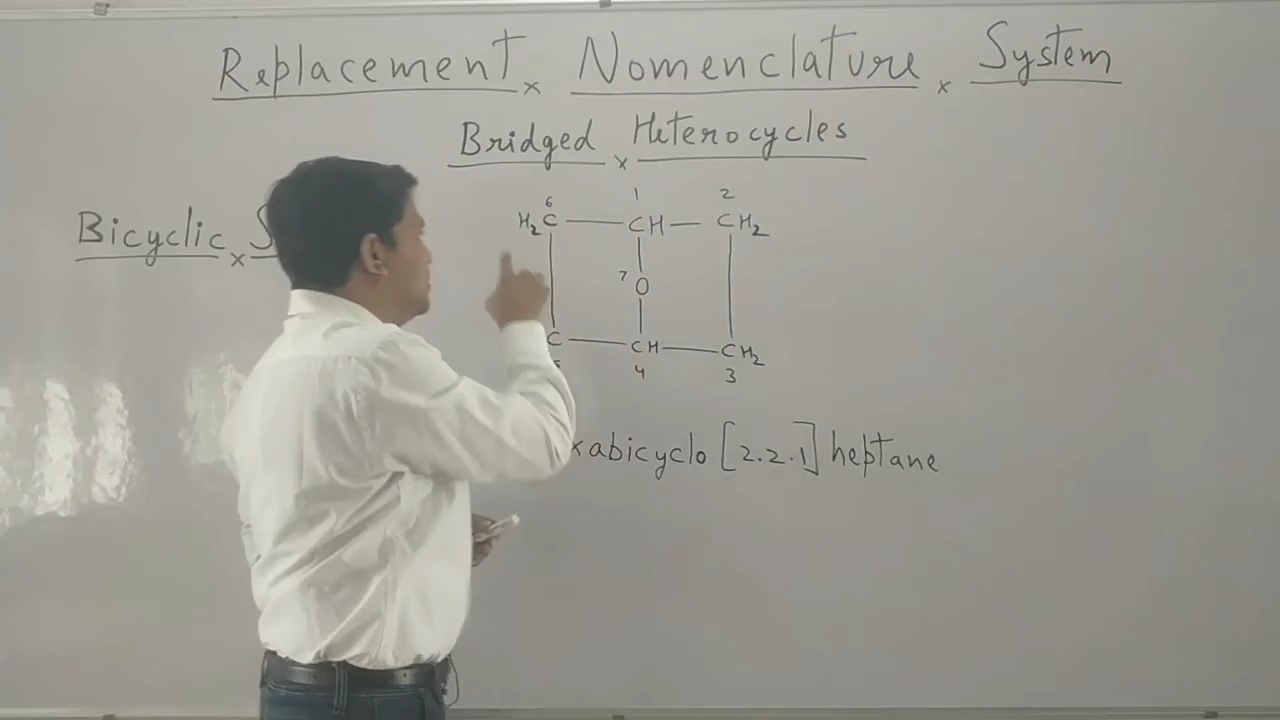 Replacement x Nomenclature x System
Bridged x Heterocycles
Bicyclic x S
6 1 2
H₂C — CH — CH₂
7 O
C — CH — CH₂
4 3
xabicyclo [2.2.1] heptane